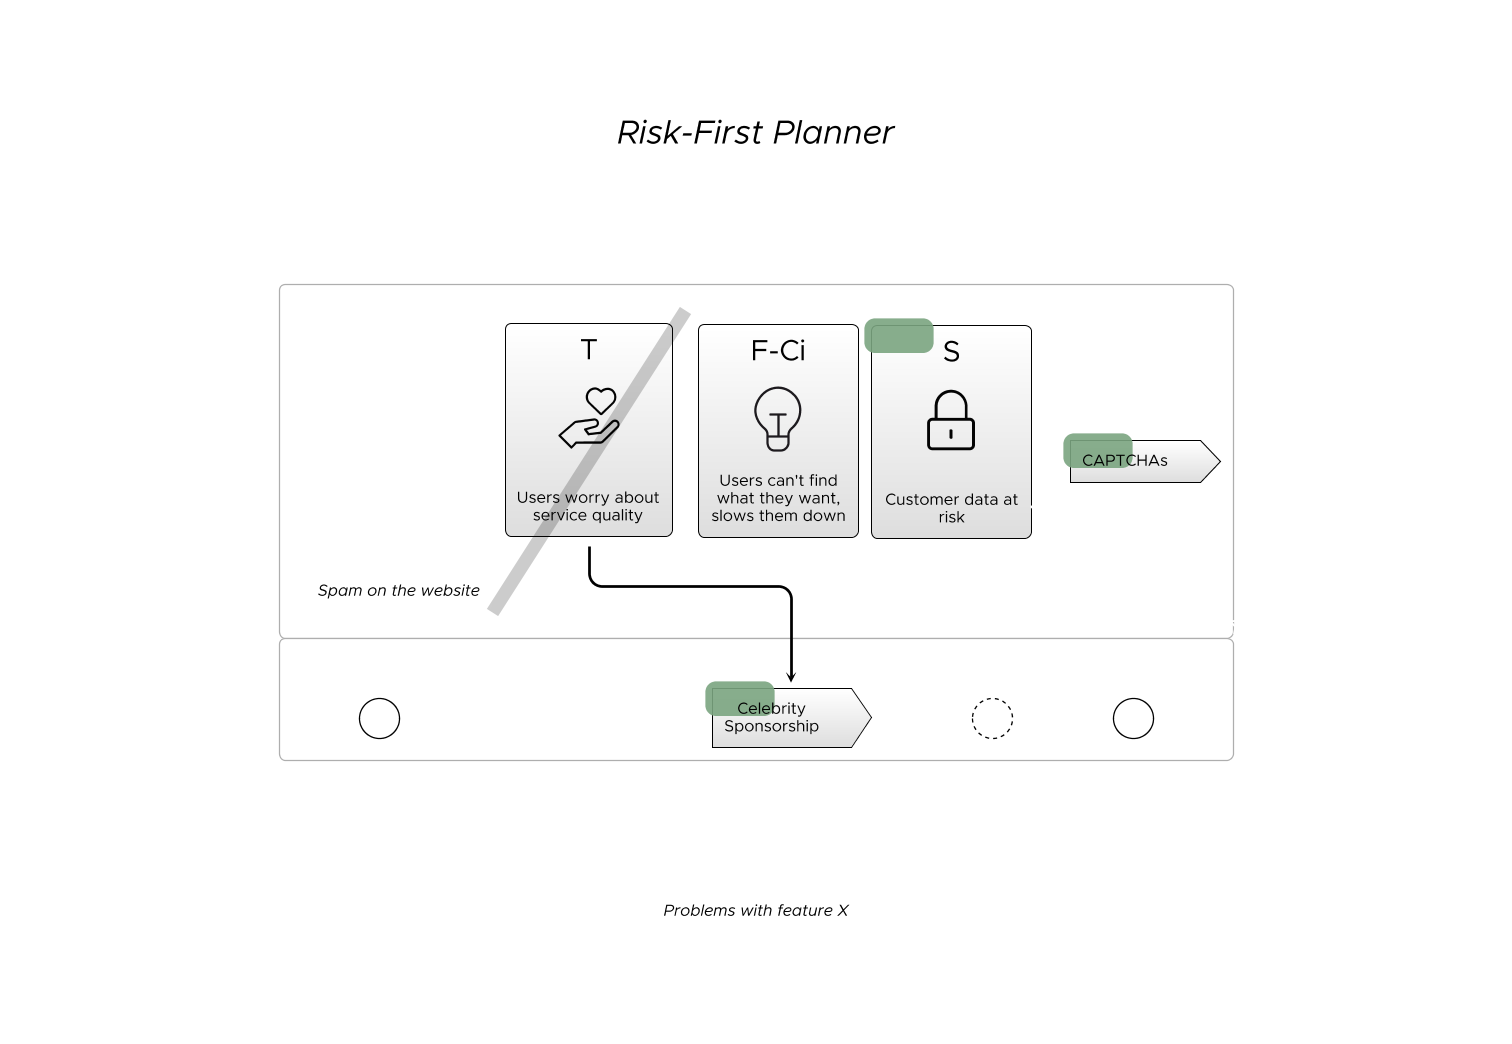 Risk-First Planner
T
Users worry about
service quality
F-Ci
Users can't find
what they want,
slows them down
S
Customer data at
risk
CAPTCHAs
Spam on the website
Celebrity
Sponsorship
Problems with feature X